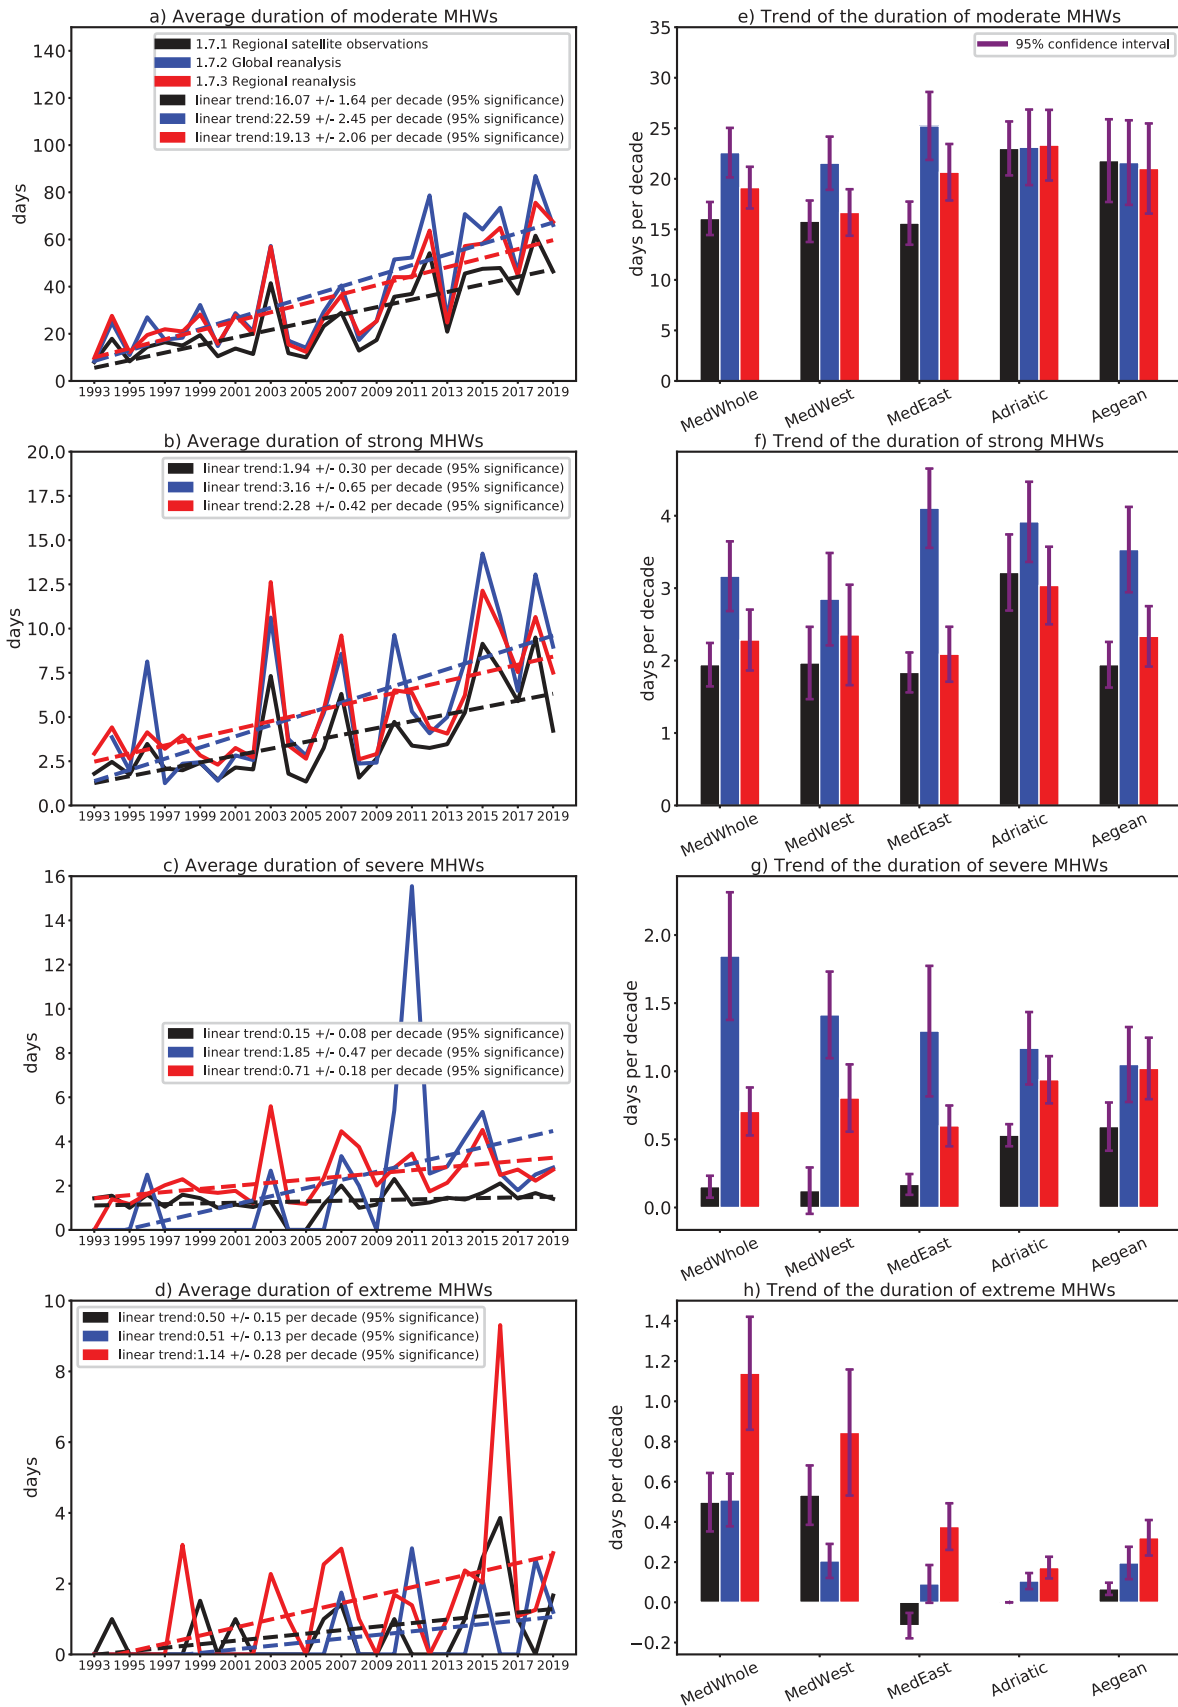 a) Average duration of moderate MHWs
140
120
100
80
60
40
20
0
days
1.7.1 Regional satellite observations
1.7.2 Global reanalysis
1.7.3 Regional reanalysis
linear trend:16.07 +/- 1.64 per decade (95% significance)
linear trend:22.59 +/- 2.45 per decade (95% significance)
linear trend:19.13 +/- 2.06 per decade (95% significance)
1993 1995 1997 1999 2001 2003 2005 2007 2009 2011 2013 2015 2017 2019
e) Trend of the duration of moderate MHWs
95% confidence interval
35
30
25
20
15
10
5
0
days per decade
MedWhole MedWest MedEast Adriatic Aegean
b) Average duration of strong MHWs
20.0
17.5
15.0
12.5
10.0
7.5
5.0
2.5
0.0
days
linear trend:1.94 +/- 0.30 per decade (95% significance)
linear trend:3.16 +/- 0.65 per decade (95% significance)
linear trend:2.28 +/- 0.42 per decade (95% significance)
1993 1995 1997 1999 2001 2003 2005 2007 2009 2011 2013 2015 2017 2019
f) Trend of the duration of strong MHWs
4
3
2
1
0
days per decade
MedWhole MedWest MedEast Adriatic Aegean
c) Average duration of severe MHWs
16
14
12
10
8
6
4
2
0
days
linear trend:0.15 +/- 0.08 per decade (95% significance)
linear trend:1.85 +/- 0.47 per decade (95% significance)
linear trend:0.71 +/- 0.18 per decade (95% significance)
1993 1995 1997 1999 2001 2003 2005 2007 2009 2011 2013 2015 2017 2019
g) Trend of the duration of severe MHWs
2.0
1.5
1.0
0.5
0.0
days per decade
MedWhole MedWest MedEast Adriatic Aegean
d) Average duration of extreme MHWs
10
8
6
4
2
0
days
linear trend:0.50 +/- 0.15 per decade (95% significance)
linear trend:0.51 +/- 0.13 per decade (95% significance)
linear trend:1.14 +/- 0.28 per decade (95% significance)
1993 1995 1997 1999 2001 2003 2005 2007 2009 2011 2013 2015 2017 2019
h) Trend of the duration of extreme MHWs
1.4
1.2
1.0
0.8
0.6
0.4
0.2
0.0
−0.2
days per decade
MedWhole MedWest MedEast Adriatic Aegean